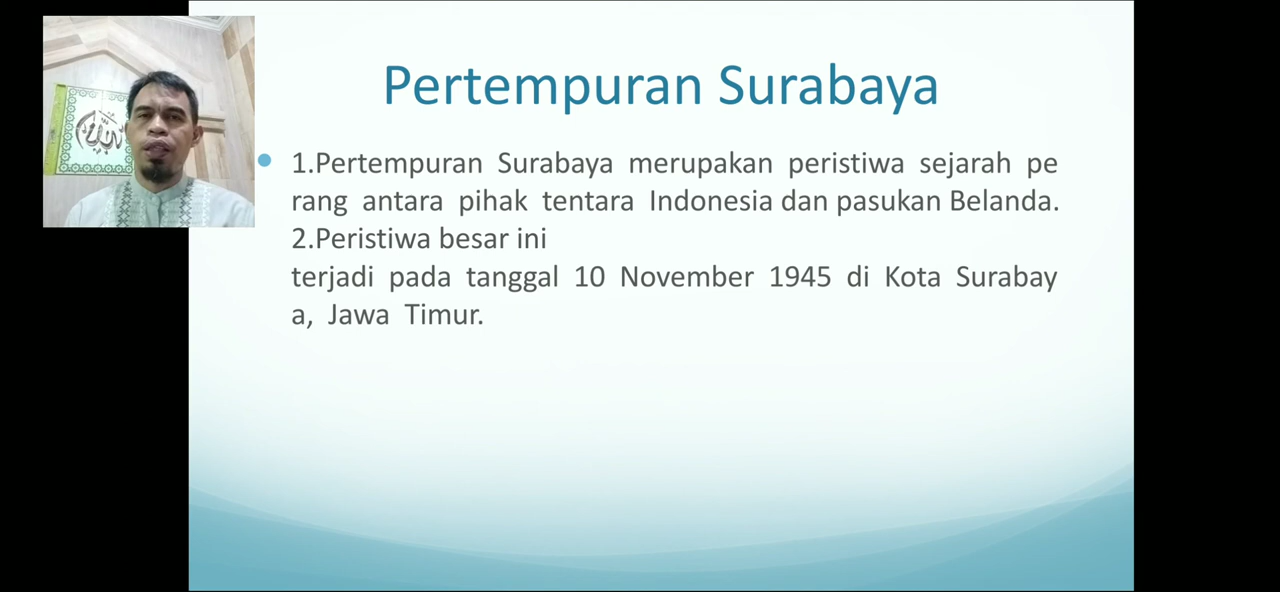 Pertempuran Surabaya
1.Pertempuran Surabaya merupakan peristiwa sejarah pe
rang antara pihak tentara Indonesia dan pasukan Belanda.
2.Peristiwa besar ini
terjadi pada tanggal 10 November 1945 di Kota Surabay
a, Jawa Timur.